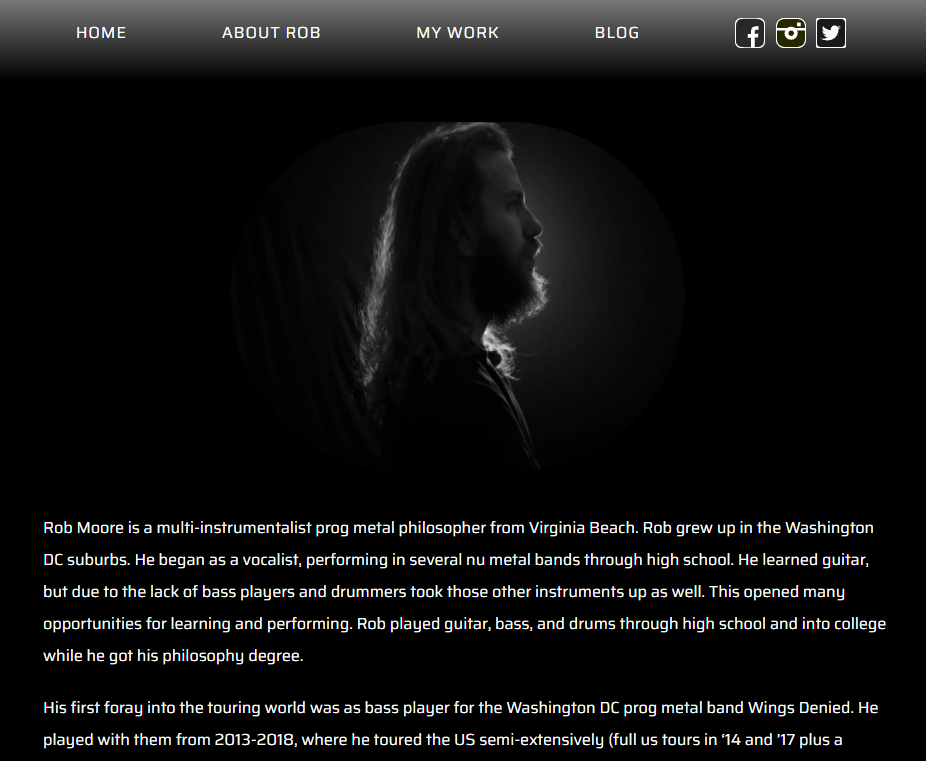 HOME ABOUT ROB MY WORK BLOG
Rob Moore is a multi-instrumentalist prog metal philosopher from Virginia Beach. Rob grew up in the Washington
DC suburbs. He began as a vocalist, performing in several nu metal bands through high school. He learned guitar,
but due to the lack of bass players and drummers took those other instruments up as well. This opened many
opportunities for learning and performing. Rob played guitar, bass, and drums through high school and into college
while he got his philosophy degree.
His first foray into the touring world was as bass player for the Washington DC prog metal band Wings Denied. He
played with them from 2013-2018, where he toured the US semi-extensively (full us tours in ‘14 and ’17 plus a